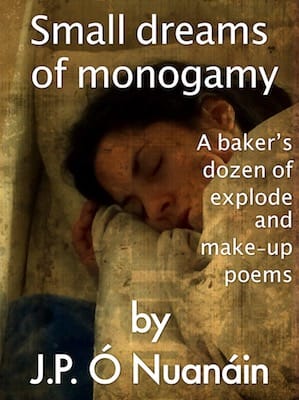 Small dreams
of monogamy
A baker's
dozen of
explode
and
make-up
poems
by
J.P. Ó Nuanáin